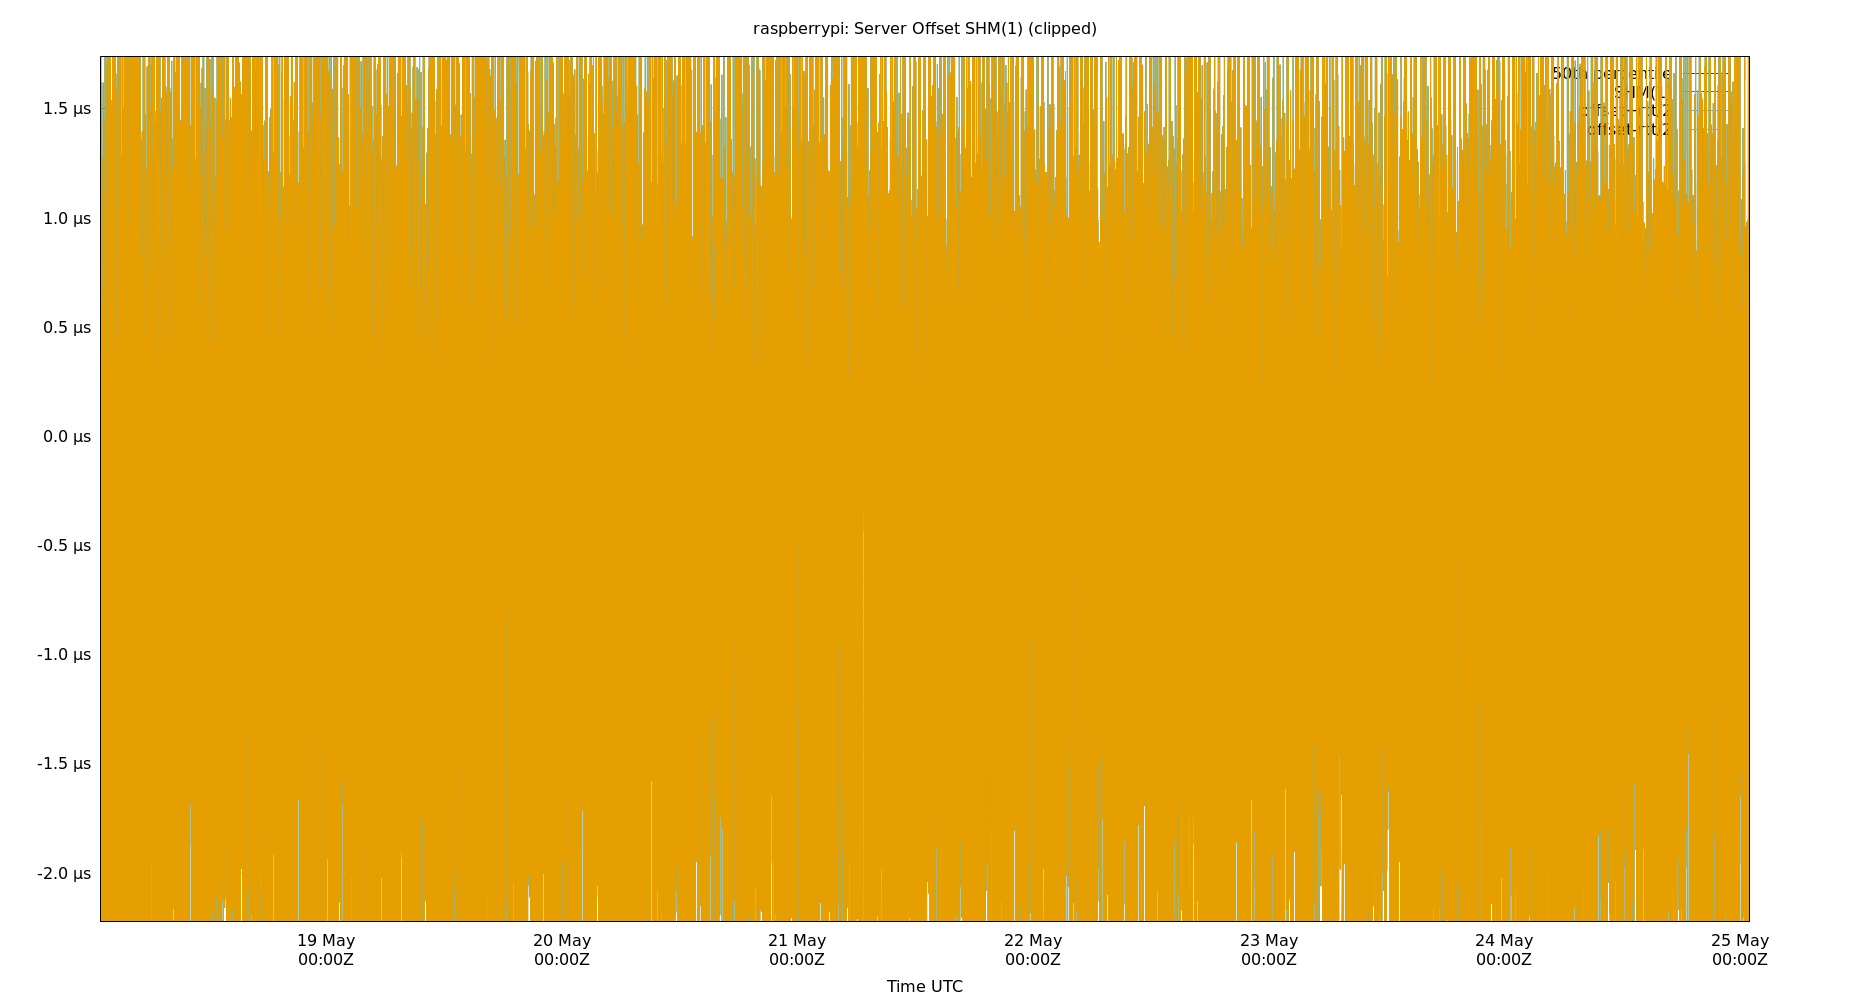 raspberrypi: Server Offset SHM(1) (clipped)
1.5 µs
1.0 µs
0.5 µs
0.0 µs
-0.5 µs
-1.0 µs
-1.5 µs
-2.0 µs
19 May
00:00Z
20 May
00:00Z
21 May
00:00Z
22 May
00:00Z
23 May
00:00Z
24 May
00:00Z
25 May
00:00Z
Time UTC
50th percentile